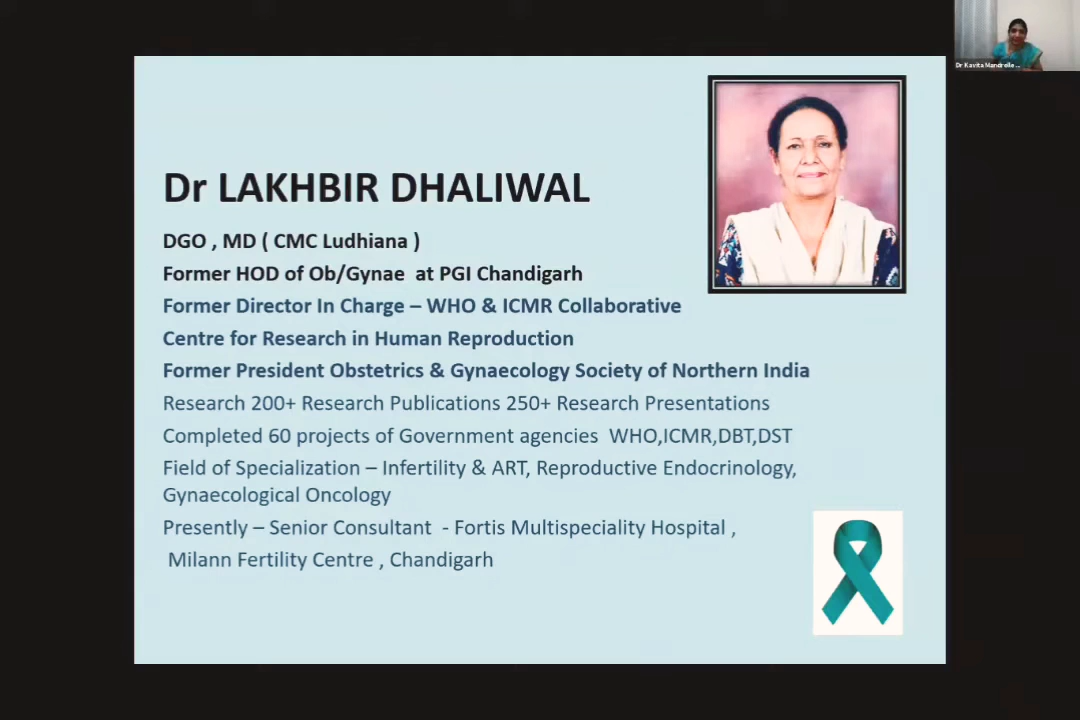 Dr LAKHBIR DHALIWAL
DGO , MD ( CMC Ludhiana )
Former HOD of Ob/Gynae at PGI Chandigarh
Former Director In Charge – WHO & ICMR Collaborative
Centre for Research in Human Reproduction
Former President Obstetrics & Gynaecology Society of Northern India
Research 200+ Research Publications 250+ Research Presentations
Completed 60 projects of Government agencies WHO,ICMR,DBT,DST
Field of Specialization – Infertility & ART, Reproductive Endocrinology,
Gynaecological Oncology
Presently – Senior Consultant - Fortis Multispeciality Hospital ,
Milann Fertility Centre , Chandigarh
Dr Kavita